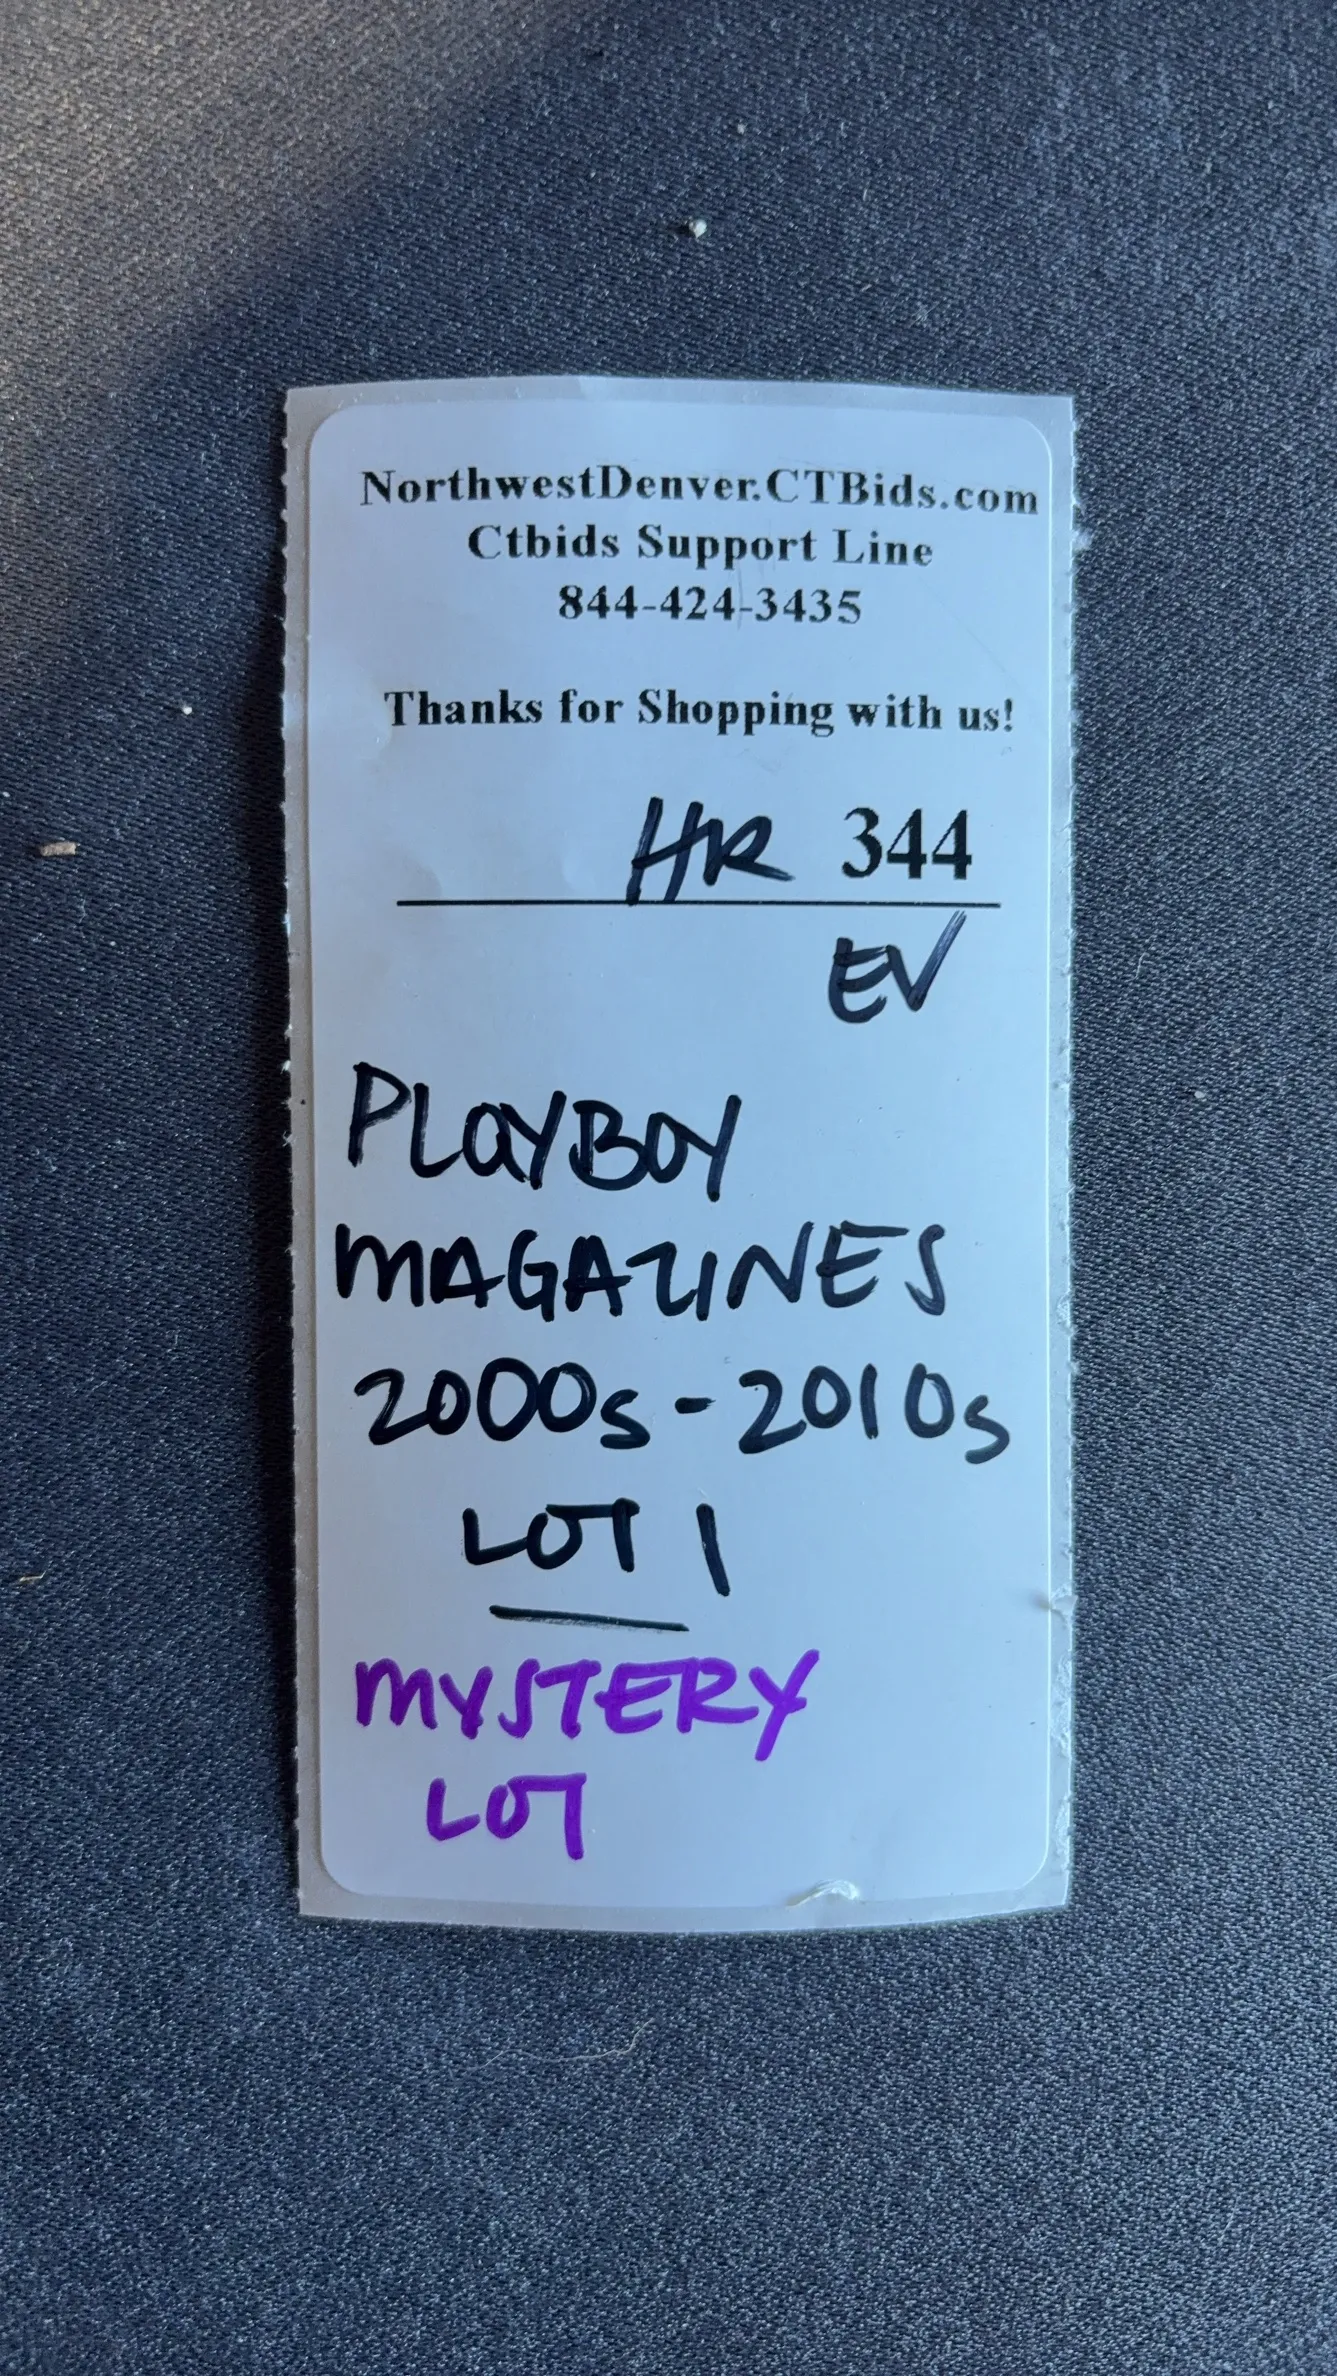 NorthwestDenver.CTBids.com
Ctbids Support Line
844-424-3435
Thanks for Shopping with us!
HR 344
EV
PLAYBOY
MAGAZINES
2000s-2010s
LOT 1
MYSTERY
LOT